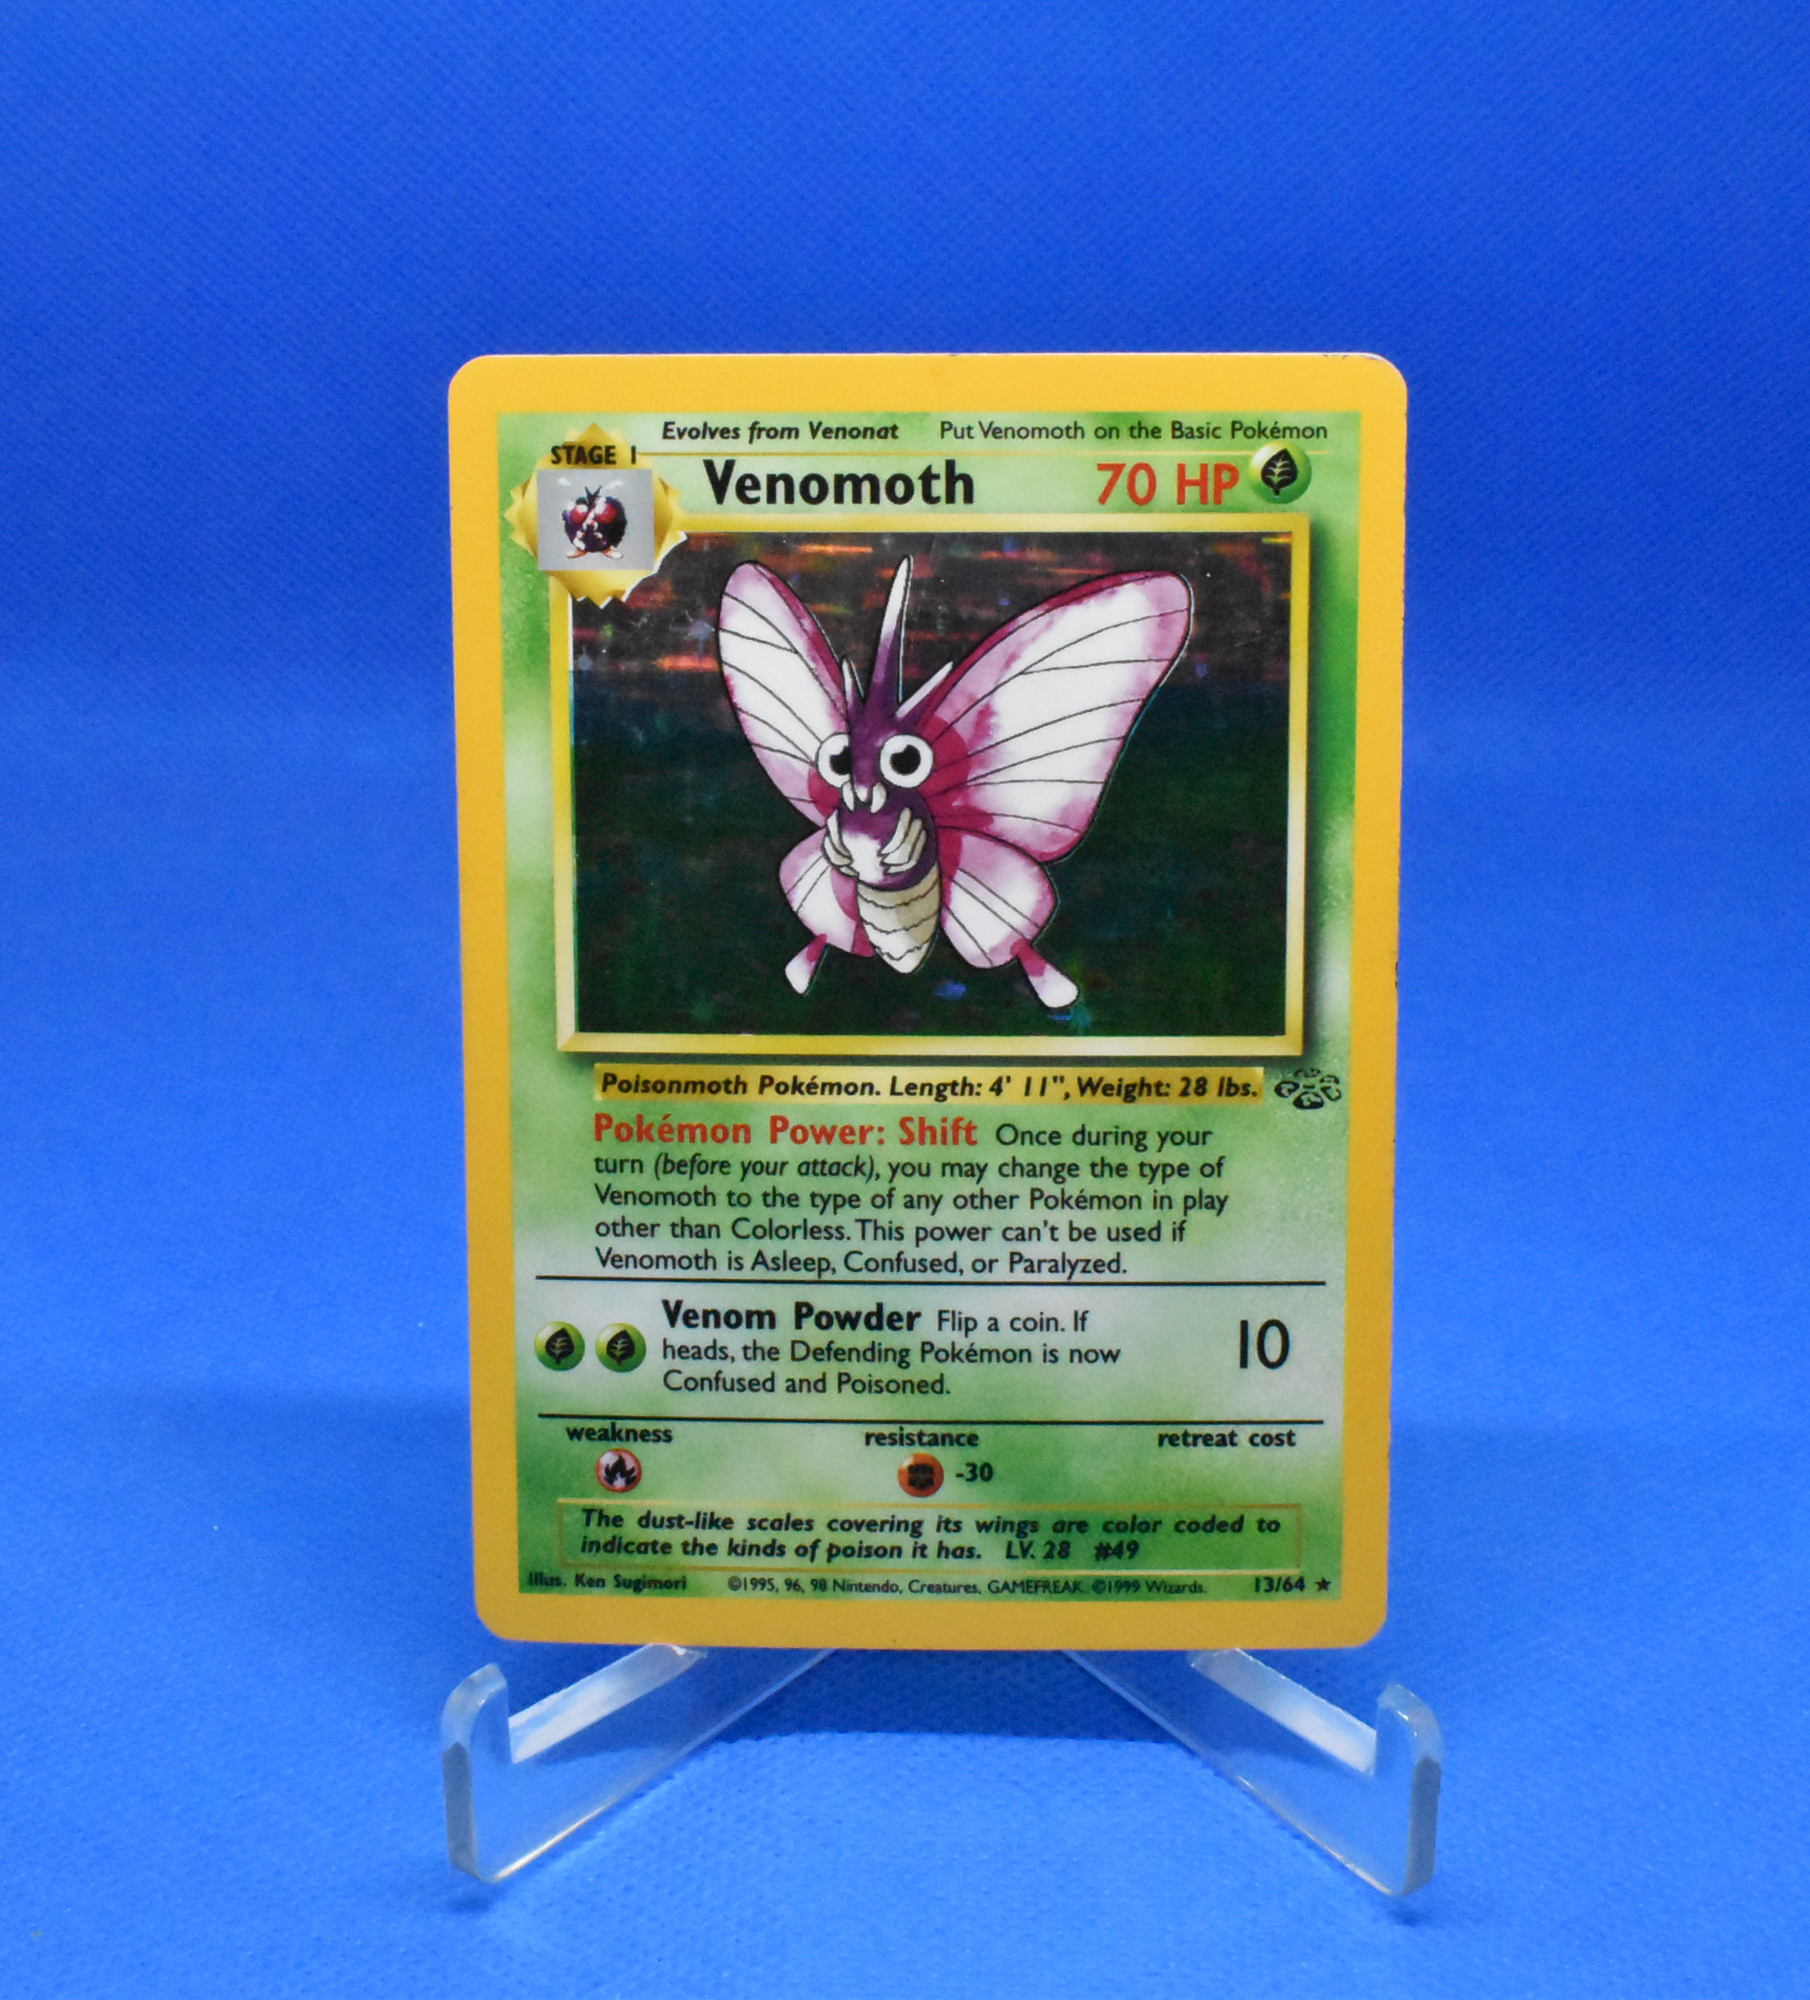 Evolves from Venonat Put Venomoth on the Basic Pokémon
STAGE 1
Venomoth 70 HP
Poisonmoth Pokémon. Length: 4' 11", Weight: 28 lbs.
Pokémon Power: Shift Once during your
turn (before your attack), you may change the type of
Venomoth to the type of any other Pokémon in play
other than Colorless. This power can't be used if
Venomoth is Asleep, Confused, or Paralyzed.
Venom Powder Flip a coin. If
heads, the Defending Pokémon is now
Confused and Poisoned.
10
weakness resistance retreat cost
-30
The dust-like scales covering its wings are color coded to
indicate the kinds of poison it has. LV. 28 #49
Illus. Ken Sugimori ©1995, 96, 98 Nintendo, Creatures, GAMEFREAK. ©1999 Wizards. 13/64 ★